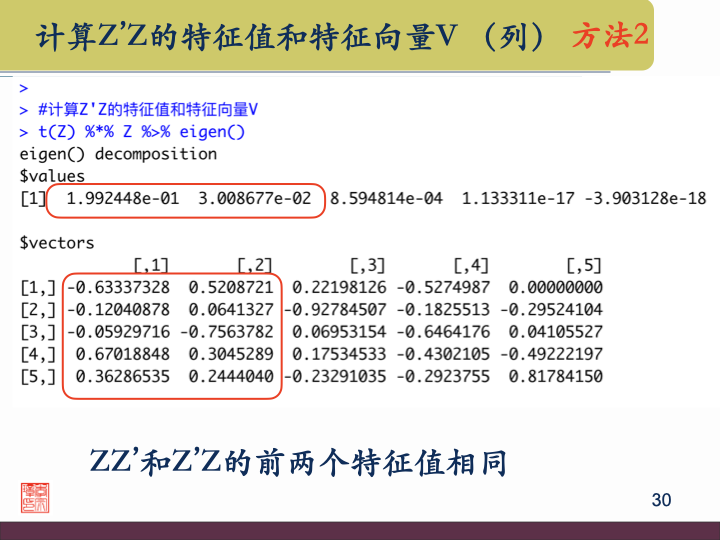 计算Z’Z的特征值和特征向量V （列） 方法2
>
> #计算Z'Z的特征值和特征向量V
> t(Z) %*% Z %>% eigen()
eigen() decomposition
$values
[1]  1.992448e-01  3.008677e-02  8.594814e-04  1.133311e-17 -3.903128e-18
$vectors
            [,1]       [,2]        [,3]       [,4]        [,5]
[1,] -0.63337328  0.5208721  0.22198126 -0.5274987  0.00000000
[2,] -0.12040878  0.0641327 -0.92784507 -0.1825513 -0.29524104
[3,] -0.05929716 -0.7563782  0.06953154 -0.6464176  0.04105527
[4,]  0.67018848  0.3045289  0.17534533 -0.4302105 -0.49222197
[5,]  0.36286535  0.2444040 -0.23291035 -0.2923755  0.81784150
ZZ’和Z’Z的前两个特征值相同
30